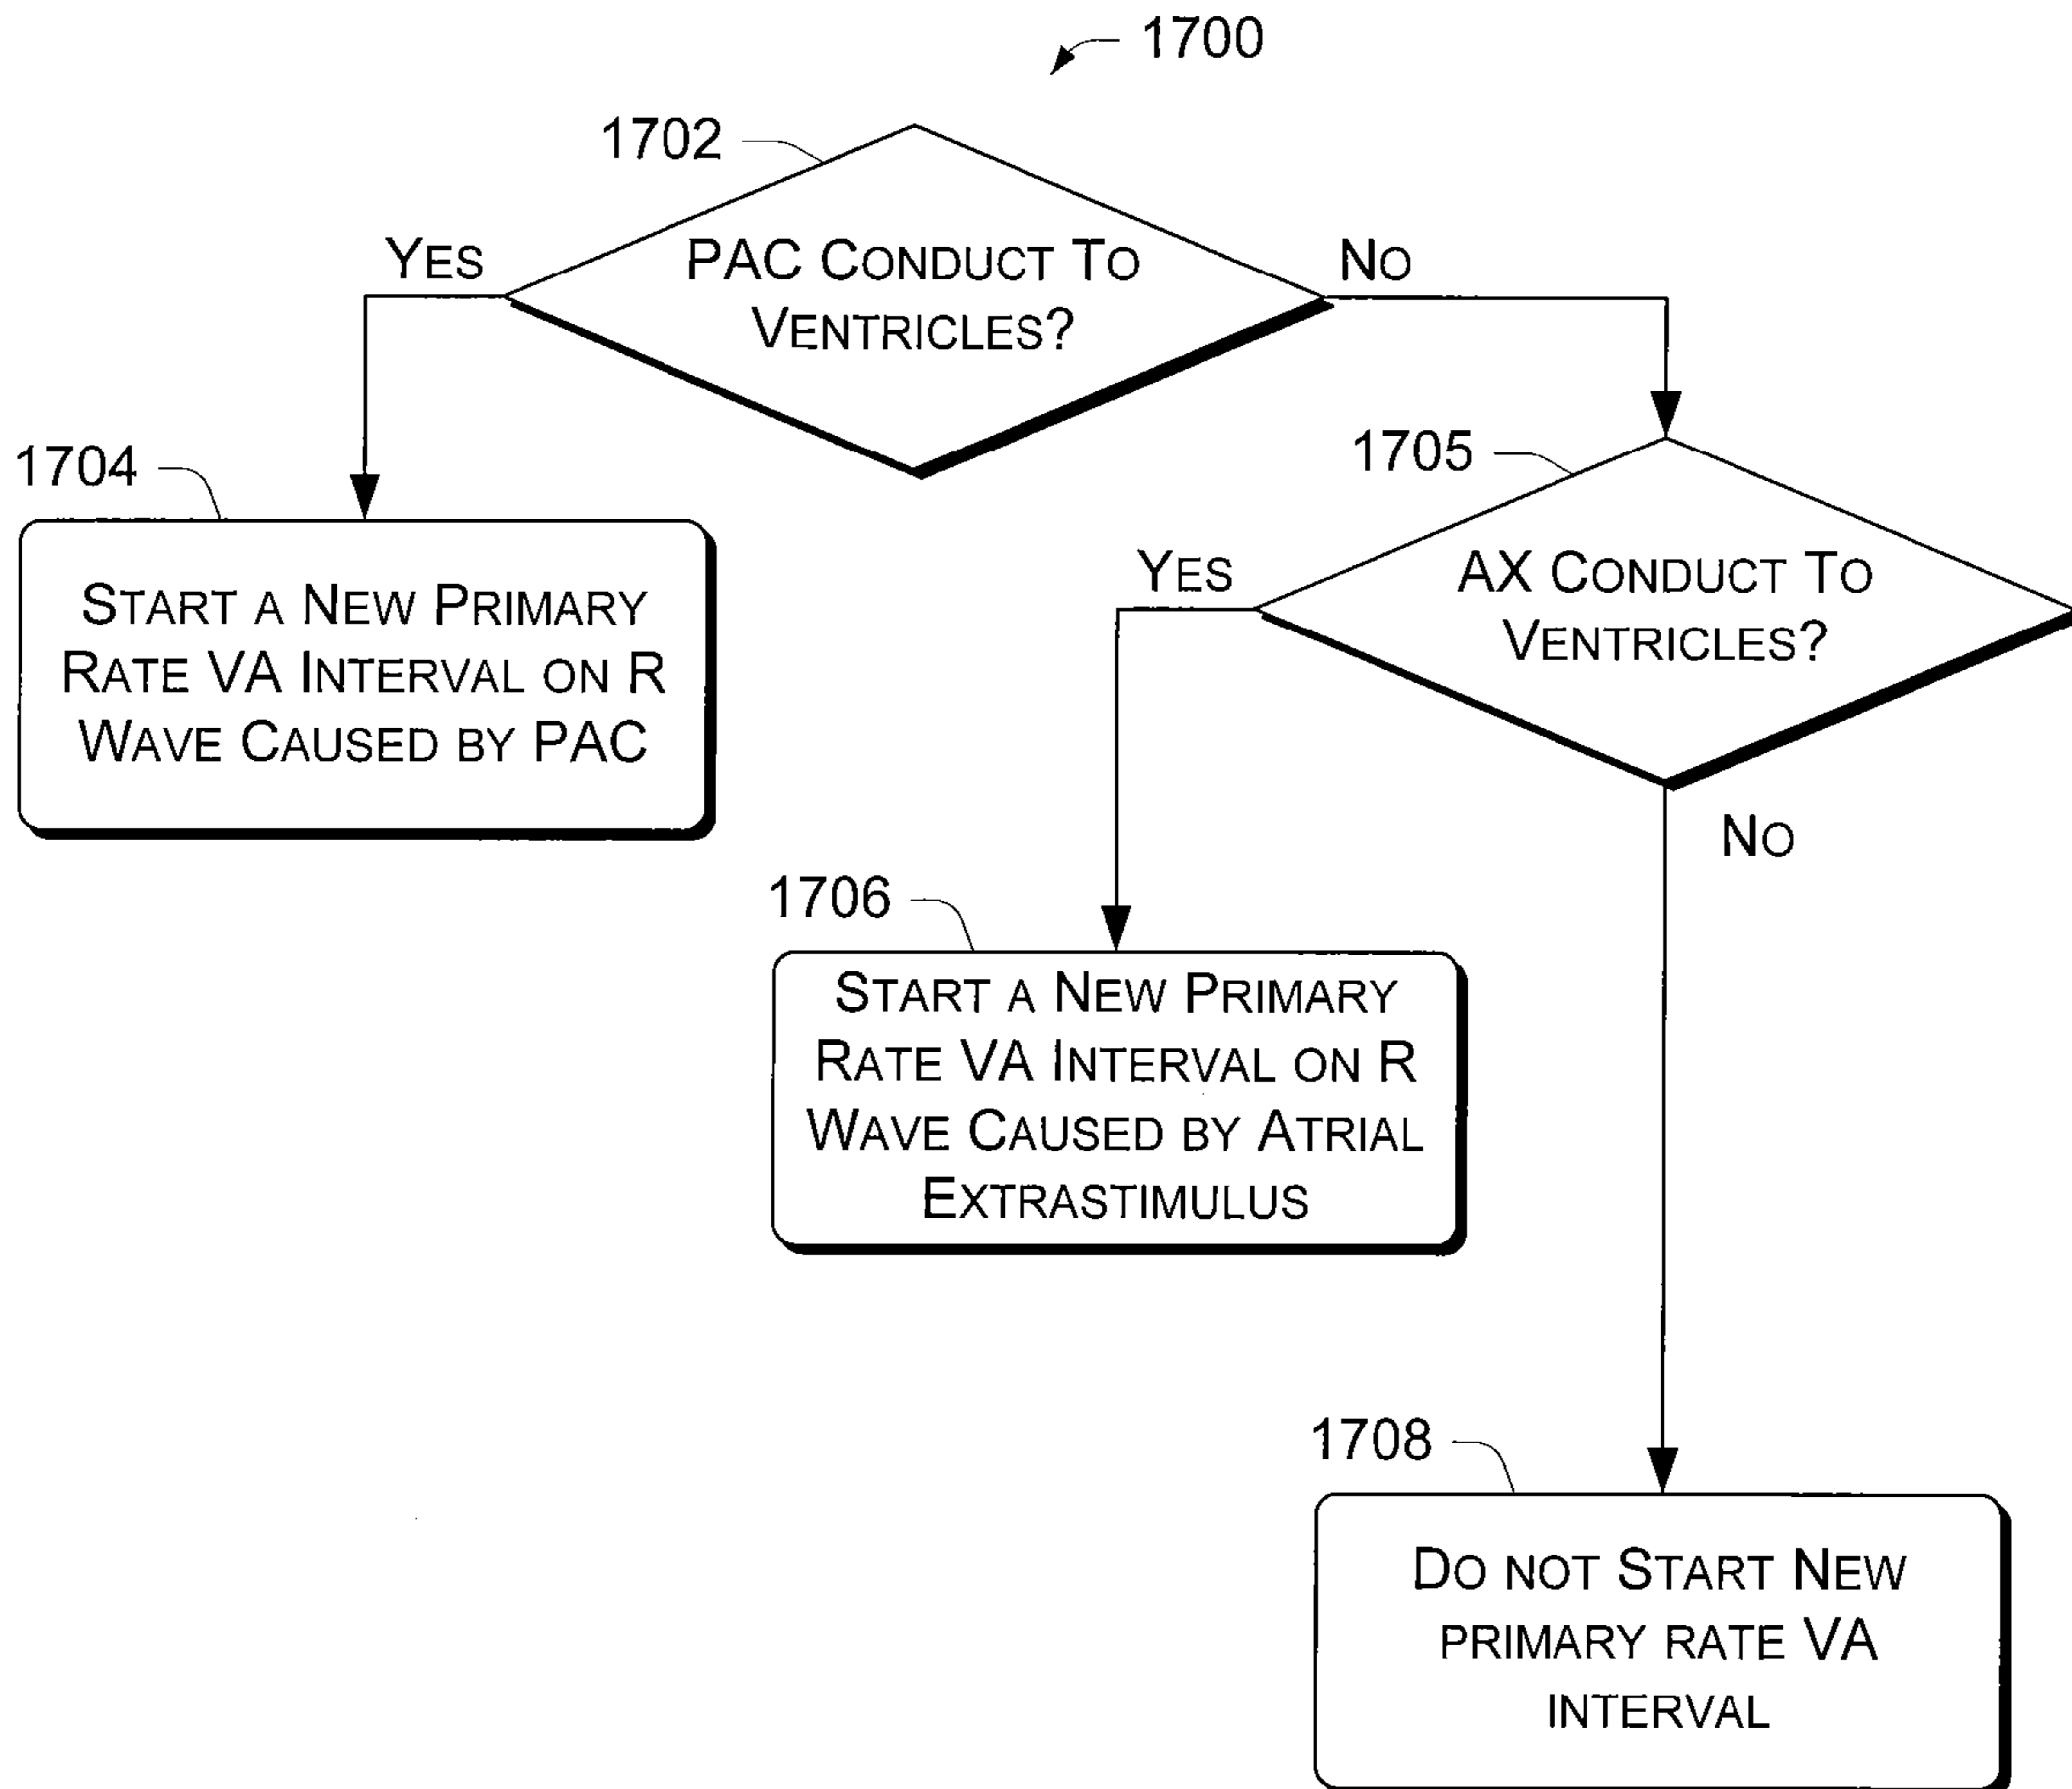 1700
1702
YES
PAC CONDUCT TO
VENTRICLES?
NO
1704
START A NEW PRIMARY
RATE VA INTERVAL ON R
WAVE CAUSED BY PAC
1705
YES
AX CONDUCT TO
VENTRICLES?
NO
1706
START A NEW PRIMARY
RATE VA INTERVAL ON R
WAVE CAUSED BY ATRIAL
EXTRASTIMULUS
1708
DO NOT START NEW
PRIMARY RATE VA
INTERVAL